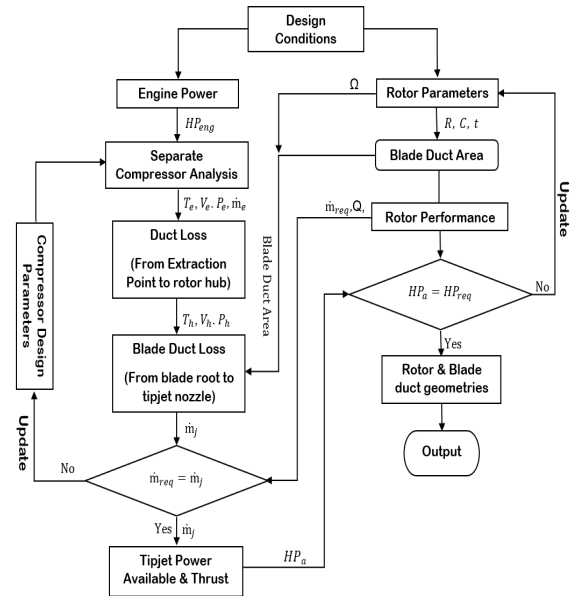 Design
Conditions
Engine Power
Rotor Parameters
Ω
HP_eng
R, C, t
Separate
Compressor Analysis
Blade Duct Area
T_e, V_e. P_e, ṁ_e
ṁ_req,Q,
Rotor Performance
Update
Duct Loss
(From Extraction
Point to rotor hub)
Blade Duct Area
Compressor Design
Parameters
HP_a = HP_req
No
T_h, V_h. P_h
Yes
Blade Duct Loss
(From blade root to
tipjet nozzle)
Rotor & Blade
duct geometries
Update
ṁ_j
Output
No
ṁ_req = ṁ_j
Yes ṁ_j
Tipjet Power
Available & Thrust
HP_a